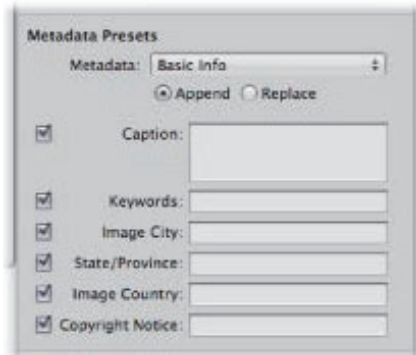 Metadata Presets
Metadata: Basic Info
Append Replace
Caption:
Keywords:
Image City:
State/Province:
Image Country:
Copyright Notice: